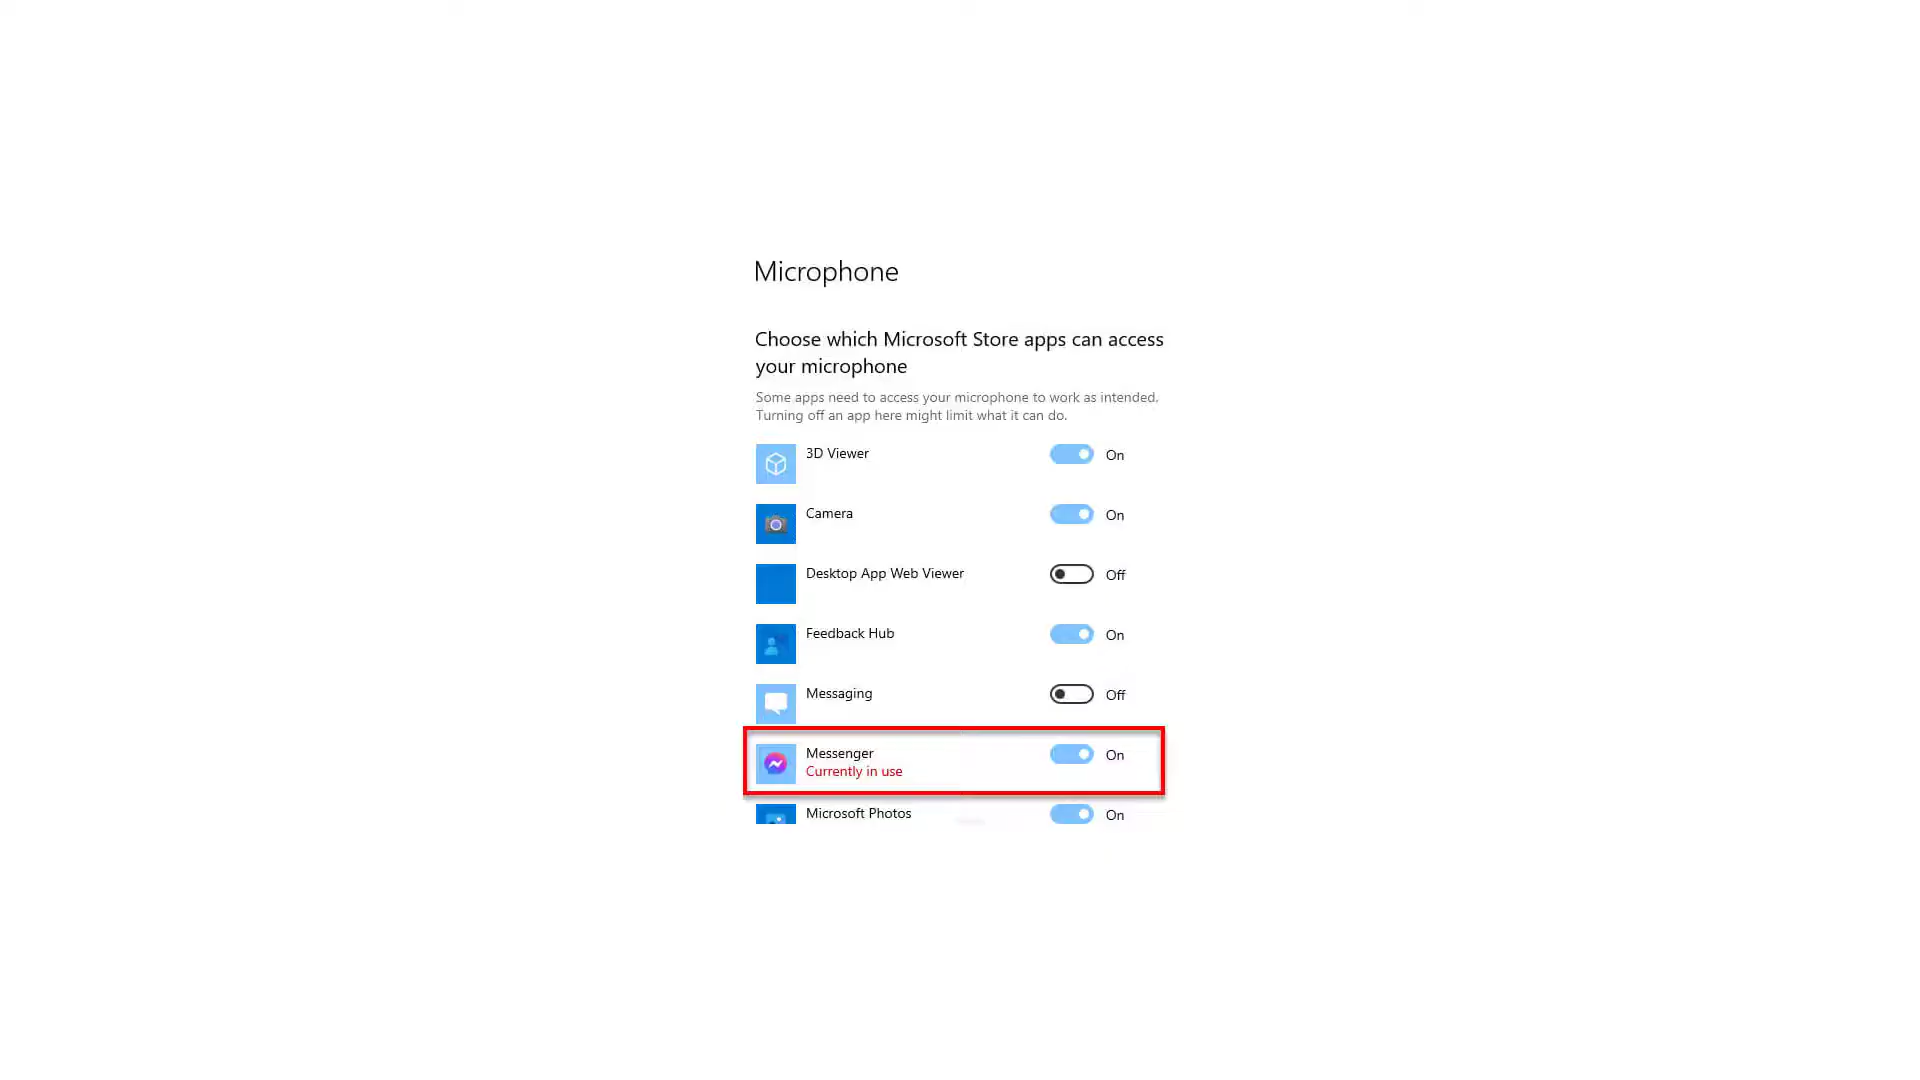 Microphone
Choose which Microsoft Store apps can access
your microphone
Some apps need to access your microphone to work as intended.
Turning off an app here might limit what it can do.
3D Viewer On
Camera On
Desktop App Web Viewer Off
Feedback Hub On
Messaging Off
Messenger On
Currently in use
Microsoft Photos On